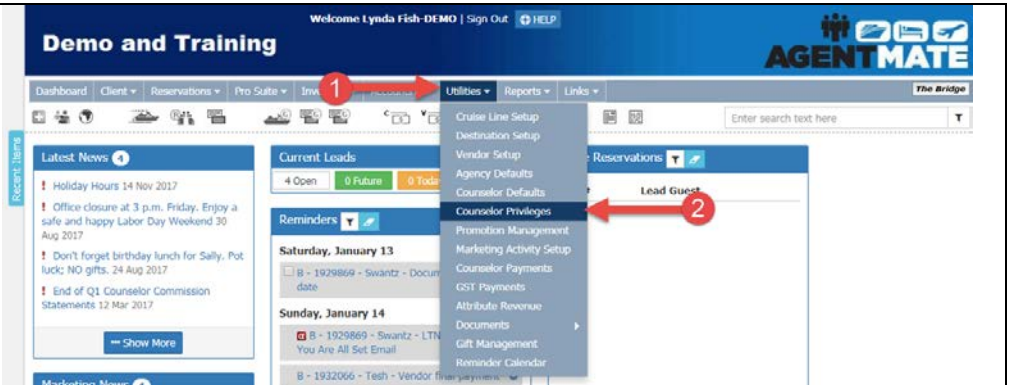 Welcome Lynda Fish-DEMO | Sign Out HELP
Demo and Training
AGENTMATE
Dashboard Client Reservations Pro Suite Utilities Reports Links The Bridge
1
Enter search text here T
Recent Items
Cruise Line Setup
Destination Setup
Vendor Setup
Agency Defaults
Counselor Defaults
Counselor Privileges
2
Promotion Management
Marketing Activity Setup
Counselor Payments
GST Payments
Attribute Revenue
Documents
Gift Management
Reminder Calendar
Latest News 4
! Holiday Hours 14 Nov 2017
! Office closure at 3 p.m. Friday. Enjoy a
safe and happy Labor Day Weekend 30
Aug 2017
! Don't forget birthday lunch for Sally. Pot
luck; NO gifts. 24 Aug 2017
! End of Q1 Counselor Commission
Statements 12 Mar 2017
Show More
Marketing News
Current Leads
4 Open 0 Future
Reminders
Saturday, January 13
B - 1929869 - Swantz -
date
Sunday, January 14
B - 1929869 - Swantz - LTN
You Are All Set Email
B - 1932066 - Tesh - Vendor final payment
Reservations
Lead Guest